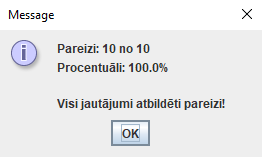 Message
Pareizi: 10 no 10
Procentuāli: 100.0%
Visi jautājumi atbildēti pareizi!
OK